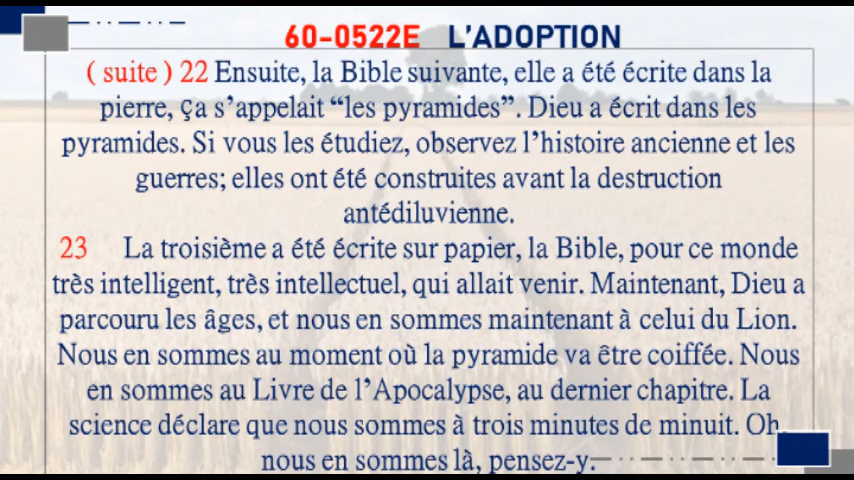 60-0522E L'ADOPTION
( suite ) 22 Ensuite, la Bible suivante, elle a été écrite dans la
pierre, Ça s'appelait “les pyramides”. Dieu a écrit dans les
pyramides. Si vous les étudiez, observez l'histoire ancienne et les
guerres; elles ont été construites avant la destruction
antédiluvienne.
23 La troisième a été écrite sur papier, la Bible, pour ce monde
très intelligent, très intellectuel, qui allait venir. Maintenant, Dieu a
parcouru les âges, et nous en sommes maintenant à celui du Lion.
Nous en sommes au moment où la pyramide va être coiffée. Nous
en sommes au Livre de l'Apocalypse, au dernier chapitre. La
science déclare que nous sommes à trois minutes de minuit. Oh,
nous en sommes là, pensez-y.